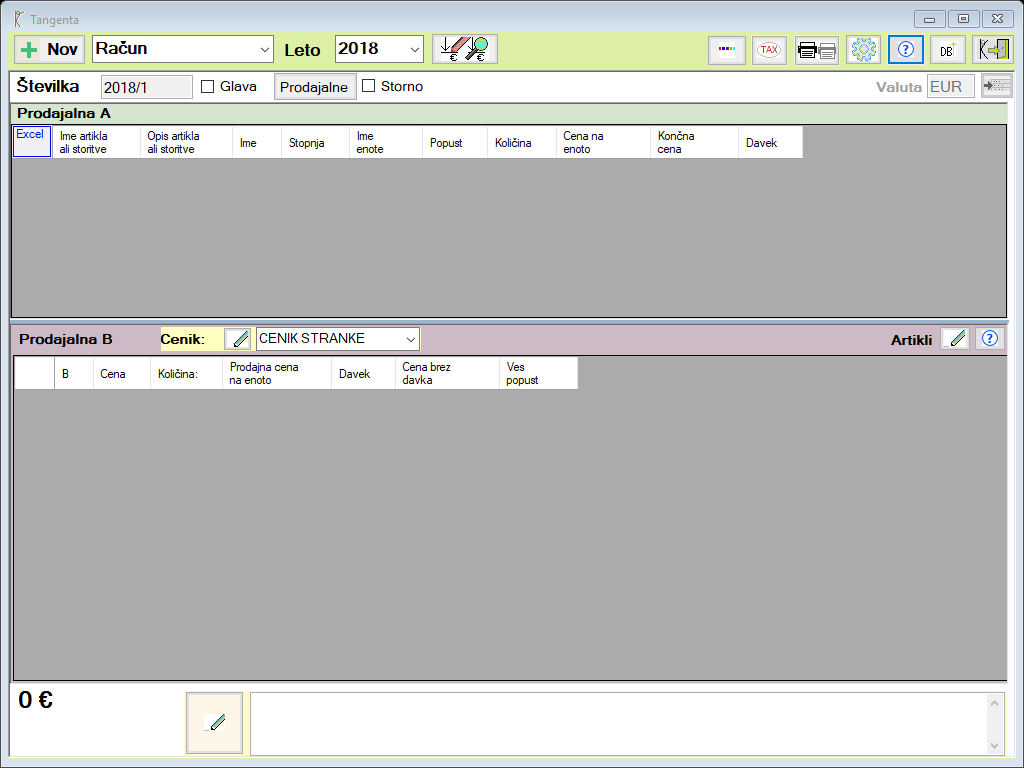 Tangenta
Nov Račun Leto 2018 € € TAX ? DB
Številka 2018/1 Glava Prodajalne Storno Valuta EUR
Prodajalna A
Excel Ime artikla ali storitve Opis artikla ali storitve Ime Stopnja Ime enote Popust Količina Cena na enoto Končna cena Davek
Prodajalna B Cenik: CENIK STRANKE Artikli ?
B Cena Količina: Prodajna cena na enoto Davek Cena brez davka Ves popust
0 €